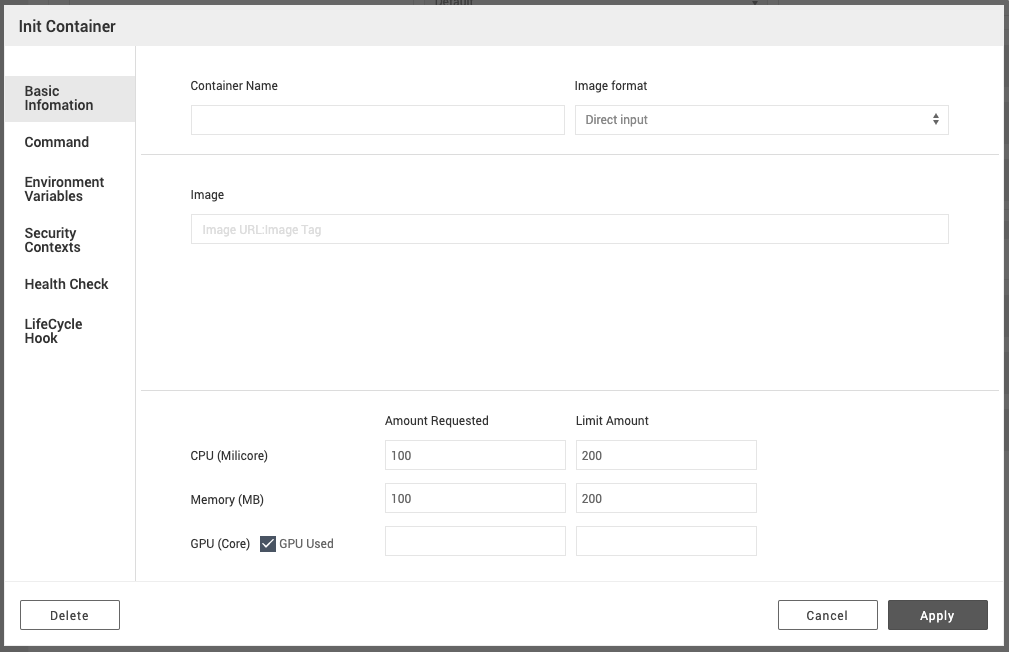 Default
Init Container
Basic
Infomation
Command
Environment
Variables
Security
Contexts
Health Check
LifeCycle
Hook
Container Name
Image format
Direct input
Image
Image URL:Image Tag
Amount Requested
Limit Amount
CPU (Milicore)
100
200
Memory (MB)
100
200
GPU (Core)
GPU Used
Delete
Cancel
Apply